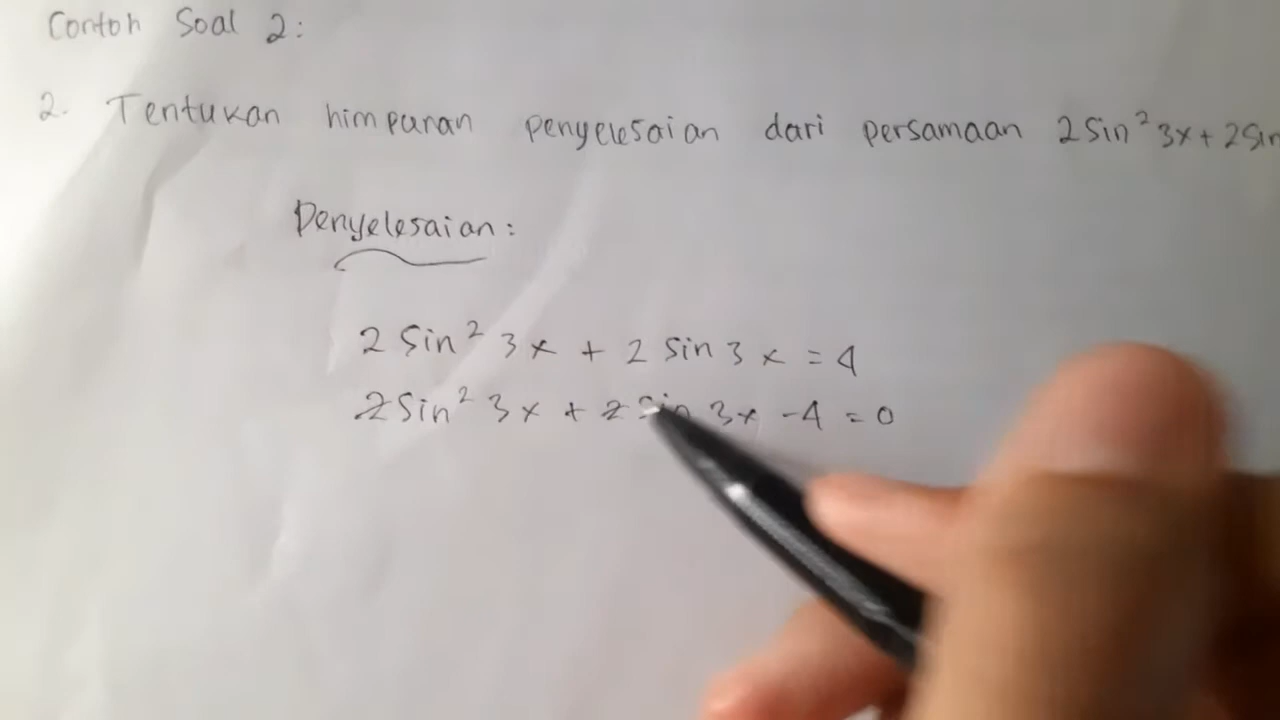 Contoh Soal 2:
2. Tentukan himpunan penyelesaian dari persamaan 2 Sin² 3x + 2 Sin
Penyelesaian:
2 Sin² 3x + 2 sin 3x = 4
2 Sin² 3x + 2 Sin 3x - 4 = 0